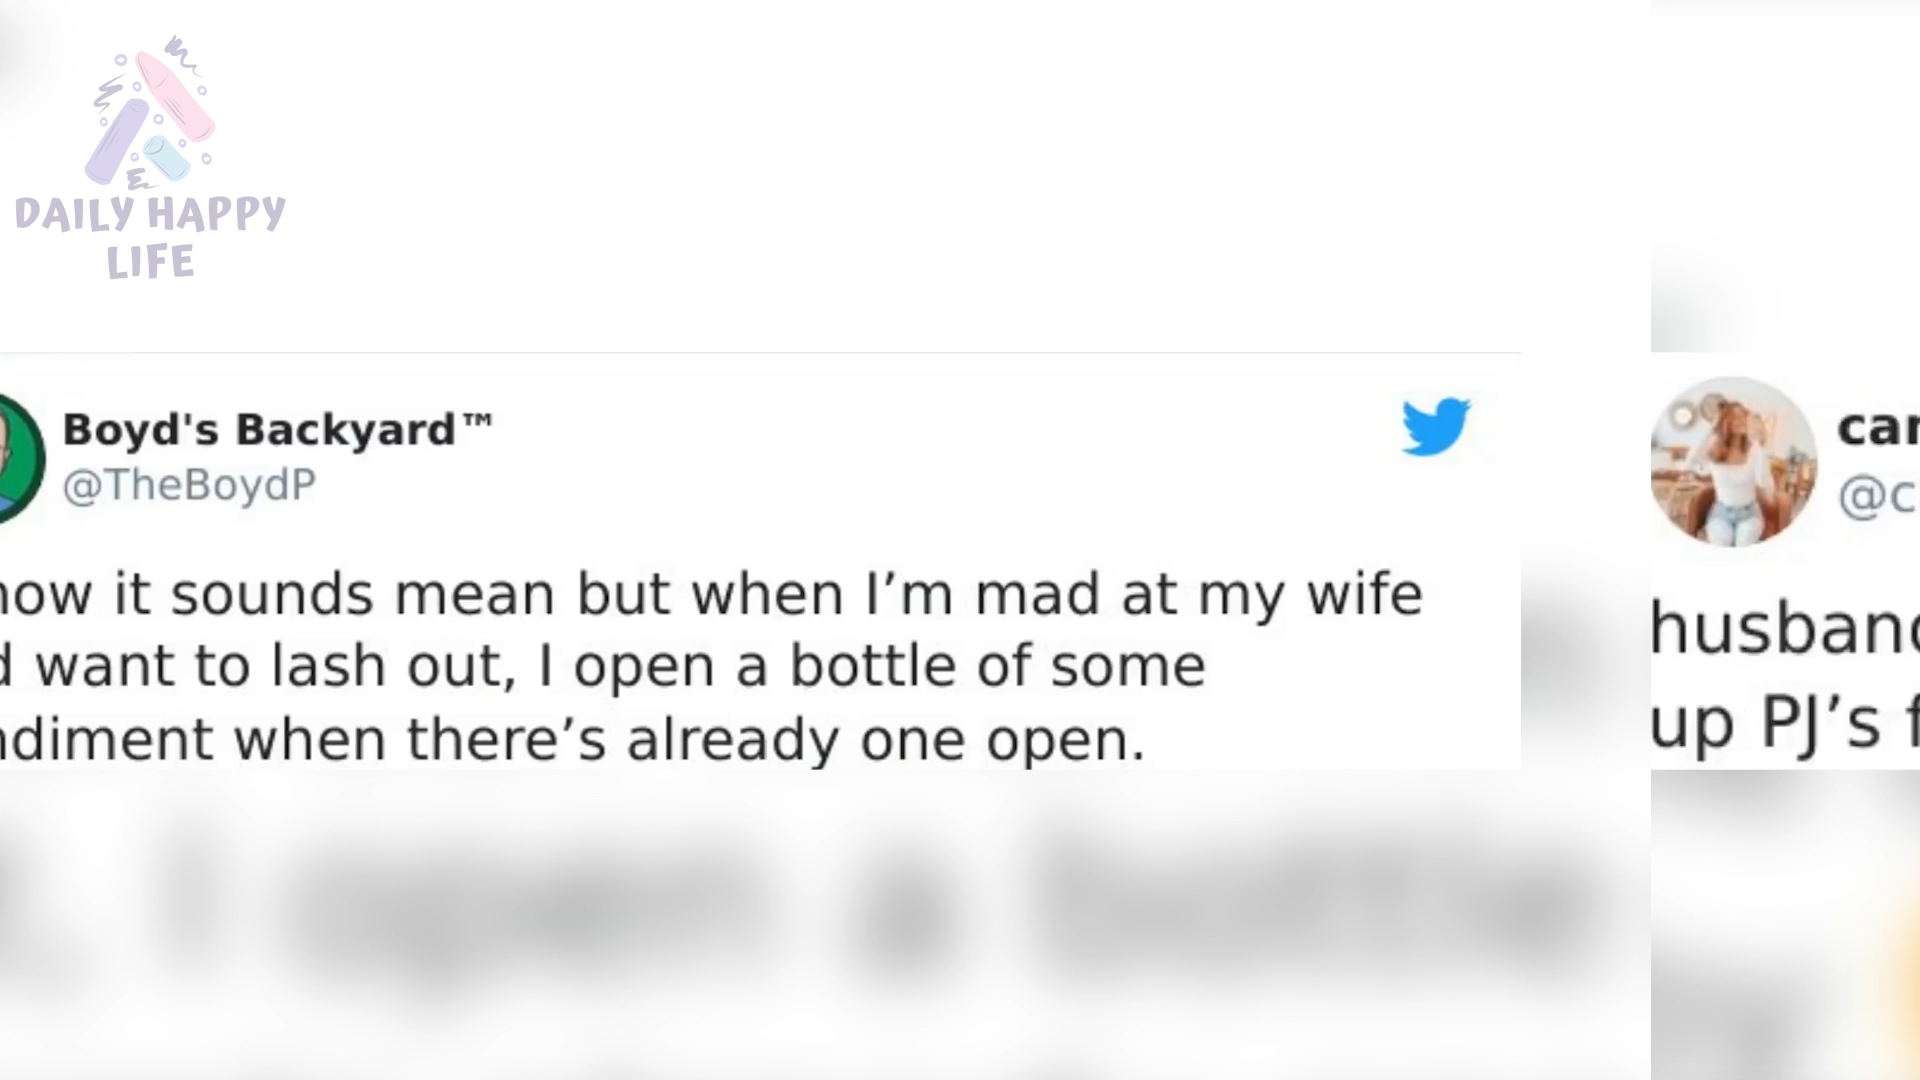 DAILY HAPPY
LIFE
Boyd's Backyard™
@TheBoydP
now it sounds mean but when I’m mad at my wife
d want to lash out, I open a bottle of some
ndiment when there’s already one open.
car
@c
husband
up PJ’s f